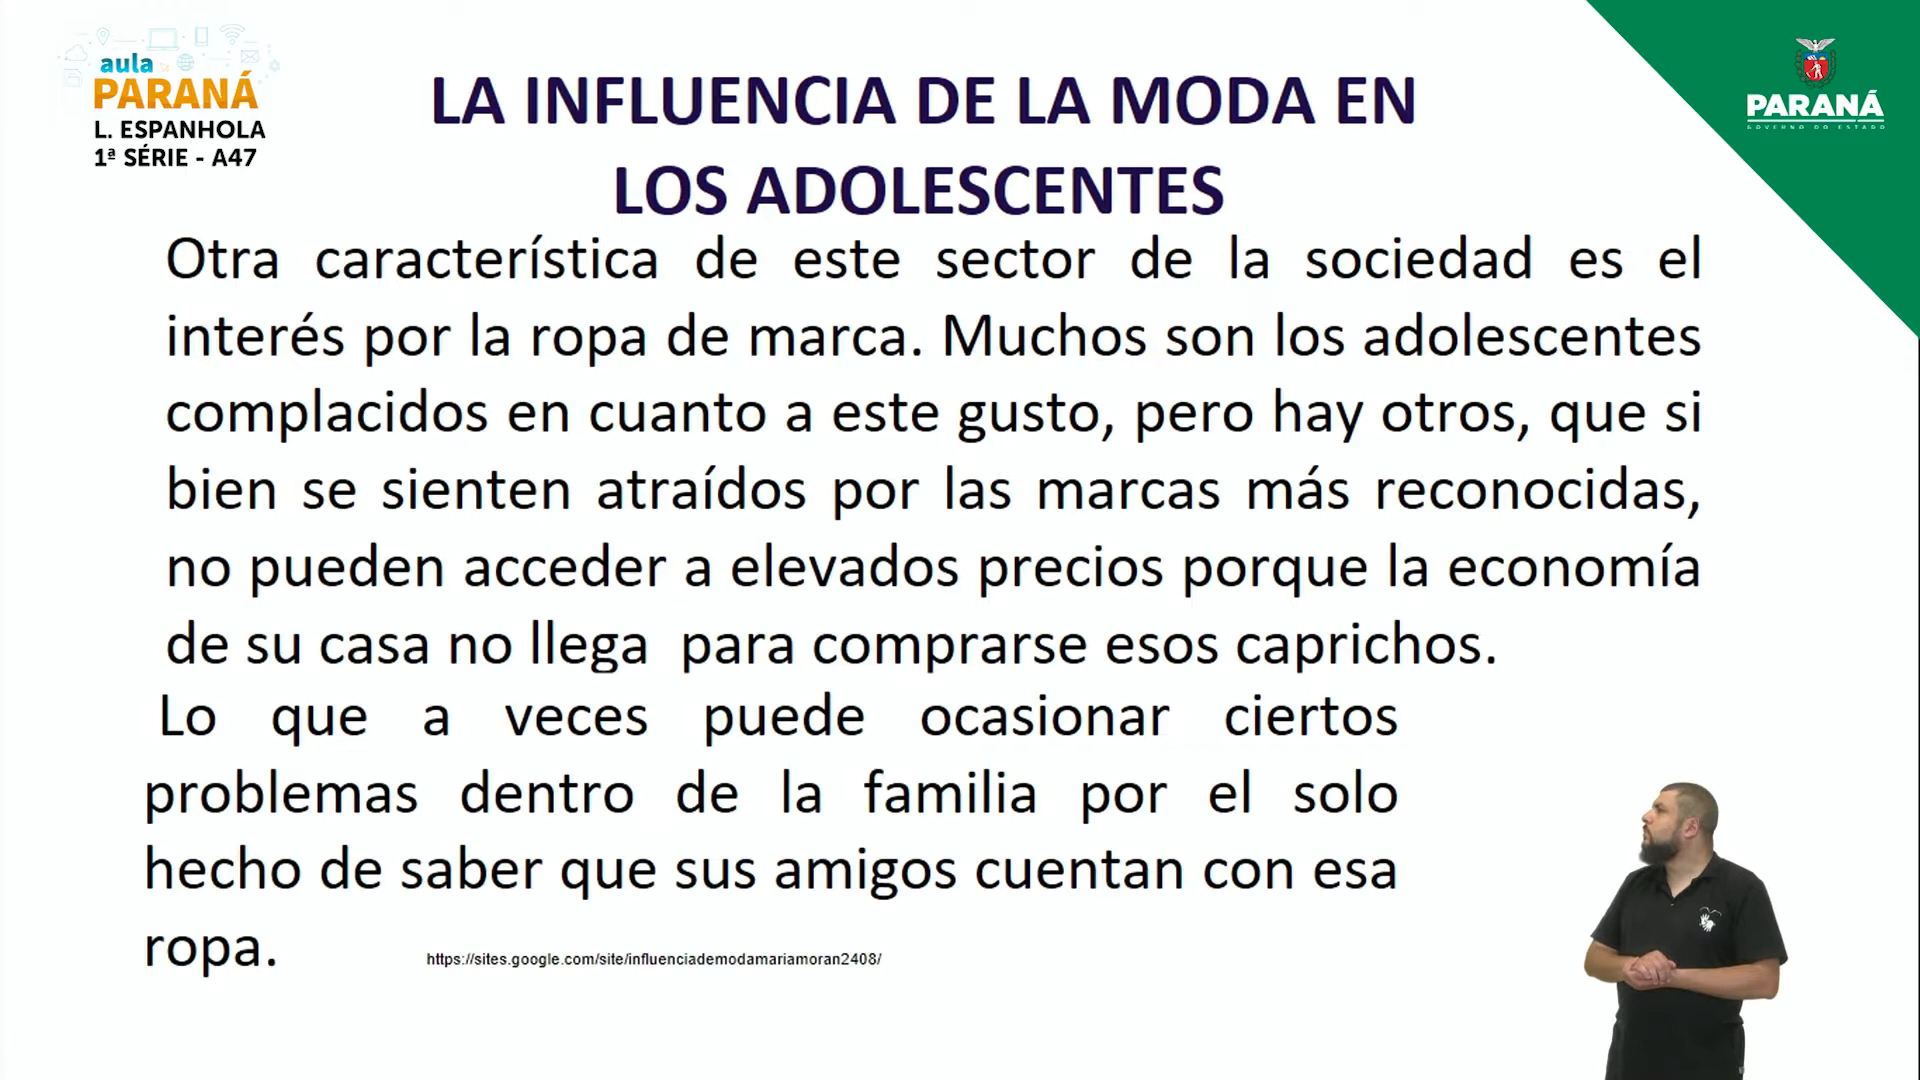 aula
PARANÁ
L. ESPANHOLA
1ª SÉRIE - A47
PARANÁ
GOVERNO DO ESTADO
LA INFLUENCIA DE LA MODA EN
LOS ADOLESCENTES
Otra característica de este sector de la sociedad es el
interés por la ropa de marca. Muchos son los adolescentes
complacidos en cuanto a este gusto, pero hay otros, que si
bien se sienten atraídos por las marcas más reconocidas,
no pueden acceder a elevados precios porque la economía
de su casa no llega para comprarse esos caprichos.
Lo que a veces puede ocasionar ciertos
problemas dentro de la familia por el solo
hecho de saber que sus amigos cuentan con esa
ropa.
https://sites.google.com/site/influenciademodamariamoran2408/